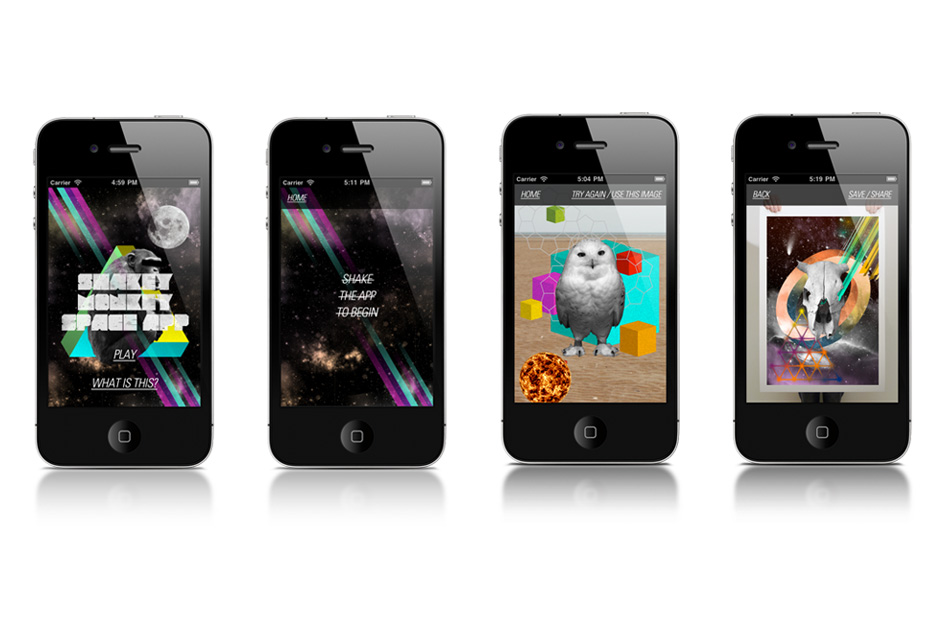 Carrier 4:59 PM
SHAKEY
MONKEY
SPACE APP
PLAY
WHAT IS THIS?
Carrier 5:11 PM
HOME
SHAKE
THE APP
TO BEGIN
Carrier 5:04 PM
HOME TRY AGAIN / USE THIS IMAGE
Carrier 5:19 PM
BACK SAVE / SHARE